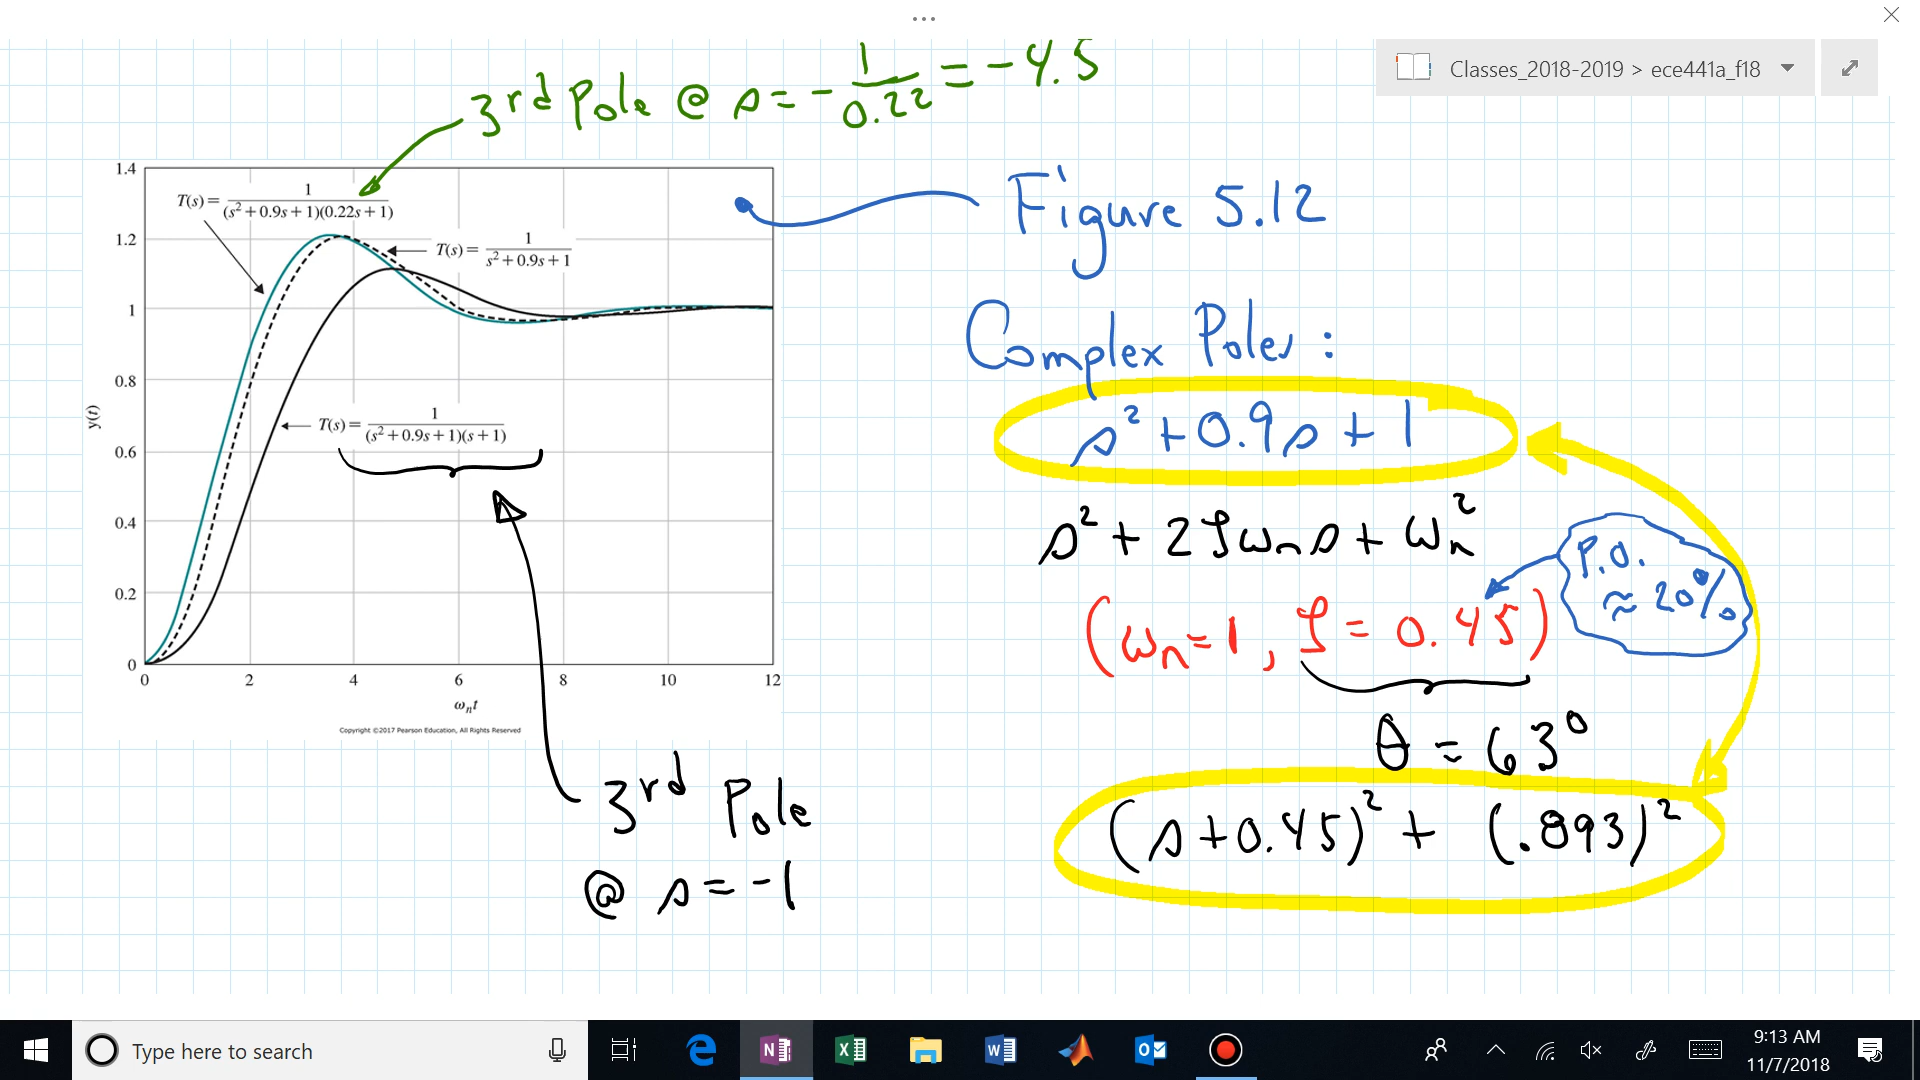 Classes_2018-2019 > ece441a_f18
3rd Pole @ s = - 1/0.22 = -4.5
1.4
1.2
1
0.8
0.6
0.4
0.2
0
y(t)
T(s) = 1/((s² + 0.9s + 1)(0.22s + 1))
T(s) = 1/(s² + 0.9s + 1)
T(s) = 1/((s² + 0.9s + 1)(s + 1))
0 2 4 6 8 10 12
ωₙt
Copyright ©2017 Pearson Education, All Rights Reserved
3rd Pole
@ s = -1
Figure 5.12
Complex Poles :
s² + 0.9s + 1
s² + 2ζωₙs + ωₙ²
P.O.
≈ 20%
(ωₙ = 1, ζ = 0.45)
θ = 63°
(s + 0.45)² + (.893)²
Type here to search
9:13 AM
11/7/2018